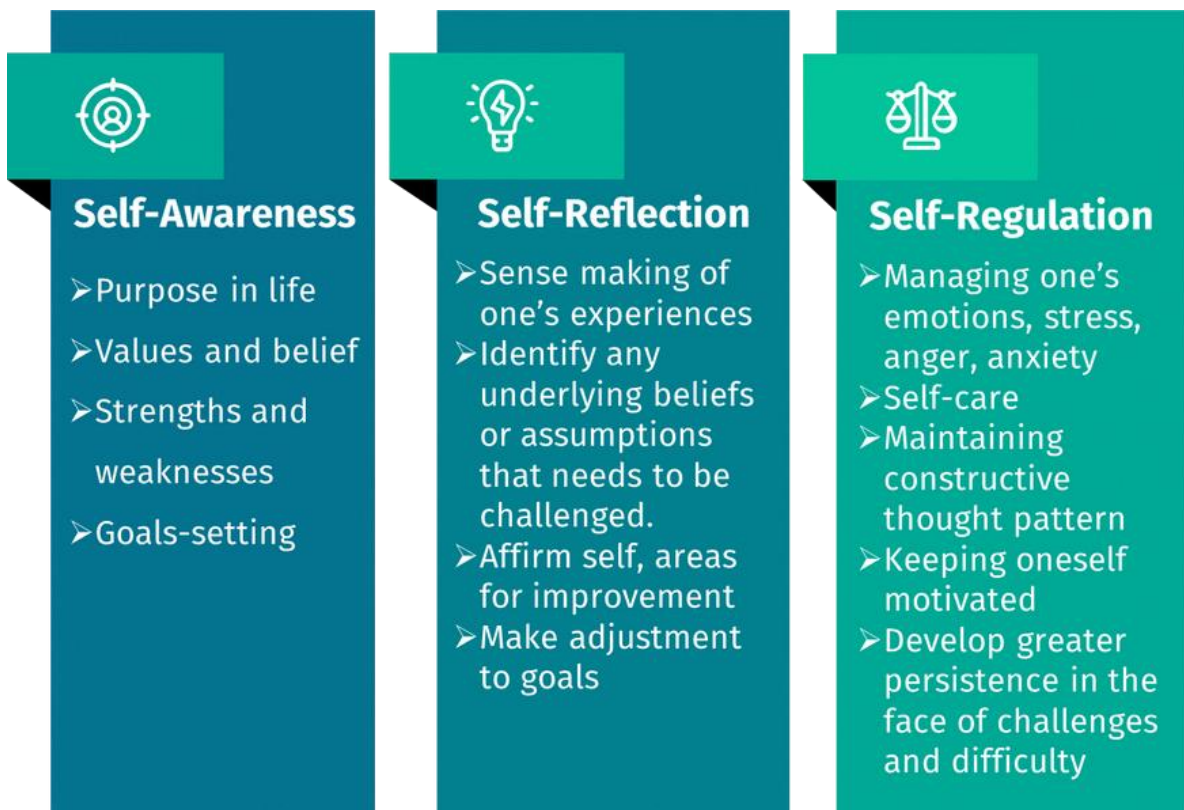 Self-Awareness
➢Purpose in life
➢Values and belief
➢Strengths and
weaknesses
➢Goals-setting
Self-Reflection
➢Sense making of
one’s experiences
➢Identify any
underlying beliefs
or assumptions
that needs to be
challenged.
➢Affirm self, areas
for improvement
➢Make adjustment
to goals
Self-Regulation
➢Managing one’s
emotions, stress,
anger, anxiety
➢Self-care
➢Maintaining
constructive
thought pattern
➢Keeping oneself
motivated
➢Develop greater
persistence in the
face of challenges
and difficulty